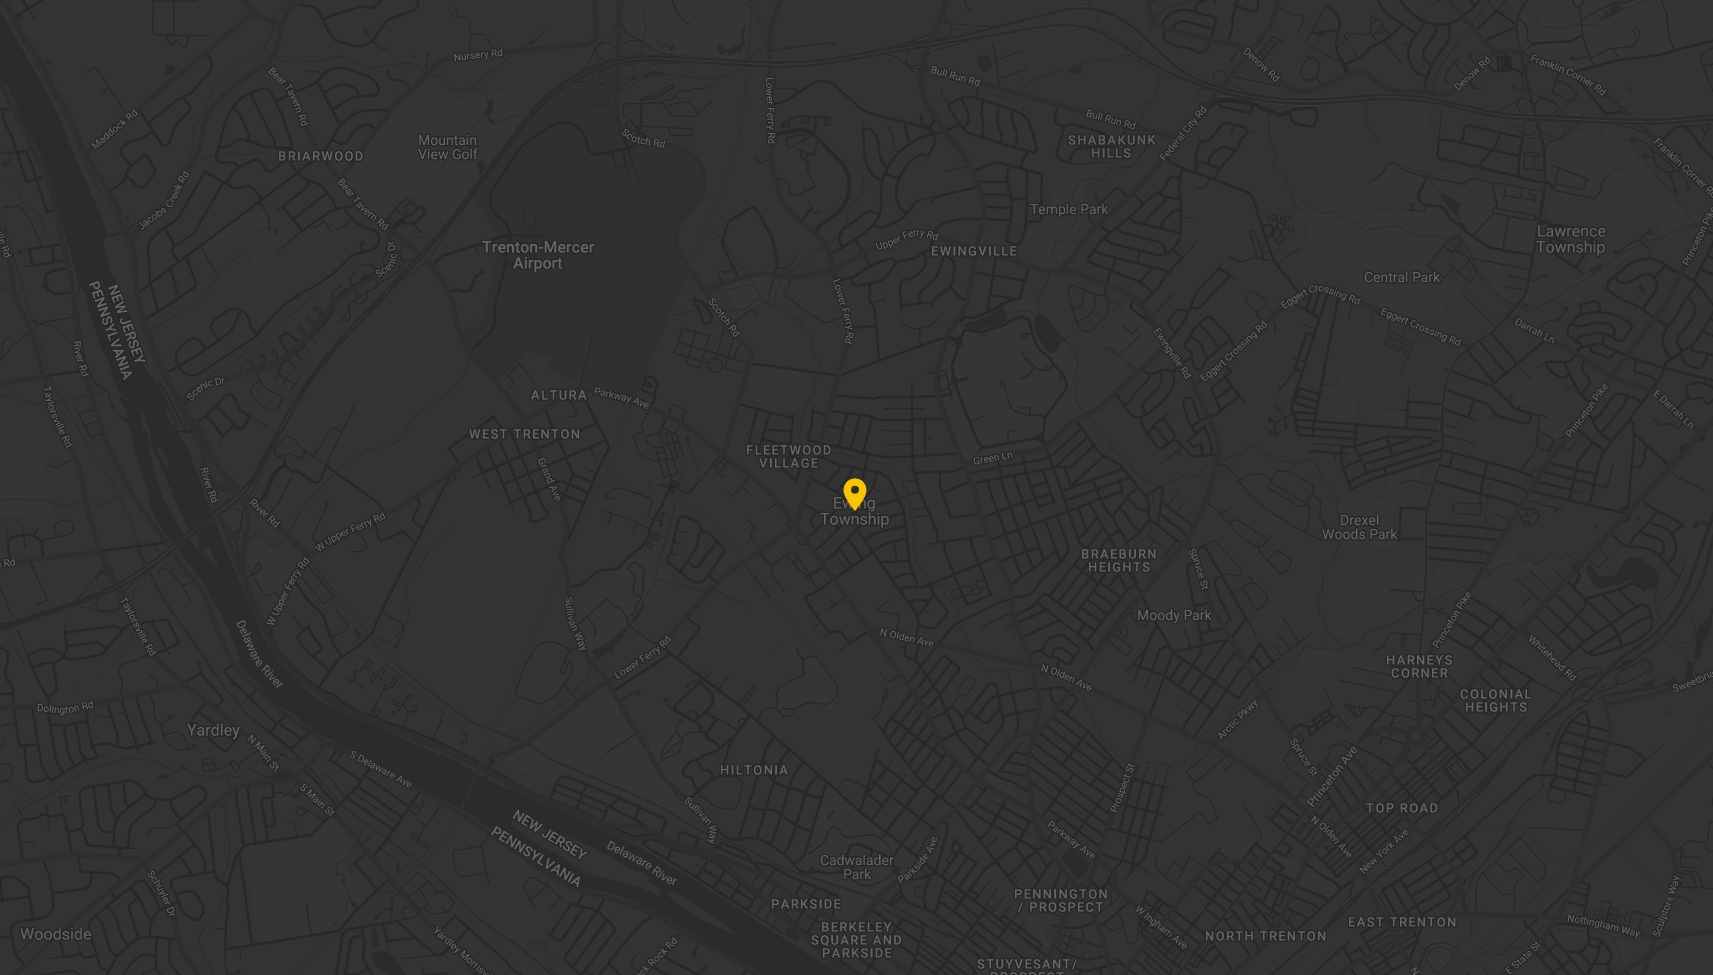 Nursery Rd
Bear Tavern Rd
Lower Ferry Rd
Bull Run Rd
Denow Rd
Denow Rd
Franklin Corner Rd
Maddock Rd
Mountain
View Golf
BRIARWOOD
Scotch Rd
Bull Run Rd
SHABAKUNK
HILLS
Federal City Rd
Franklin Corner Rd
Jacobs Creek Rd
Bear Tavern Rd
Temple Park
Scenic D
Trenton-Mercer
Airport
Upper Ferry Rd
EWINGVILLE
Lawrence
Township
Princeton Pike
Central Park
NEW JERSEY
PENNSYLVANIA
Scotch Rd
Lower Ferry Rd
Eggert Crossing Rd
Eggert Crossing Rd
Darrah Ln
River Rd
Ewingville Rd
Eggert Crossing Rd
Scenic Dr
Taylorsville Rd
ALTURA
Parkway Ave
Princeton Pike
E Darrah Ln
WEST TRENTON
FLEETWOOD
VILLAGE
Green Ln
River Rd
Grand Ave
River Rd
W Upper Ferry Rd
Ewing
Township
Drexel
Woods Park
BRAEBURN
HEIGHTS
Rd
W Upper Ferry Rd
Spruce St
Taylorsville Rd
Sullivan Way
Moody Park
Princeton Pike
Delaware River
Lower Ferry Rd
N Olden Ave
N Olden Ave
Whitehead Rd
HARNEYS
CORNER
COLONIAL
HEIGHTS
Sweetbria
Dolington Rd
Yardley
N Main St
Arctic Pkwy
S Delaware Ave
HILTONIA
Spruce St
Princeton Ave
S Main St
Prospect St
TOP ROAD
NEW JERSEY
PENNSYLVANIA
Sullivan Way
Delaware River
Parkway Ave
N Olden Ave
New York Ave
Cadwalader
Park
Parkside Ave
Schuyler Dr
PENNINGTON
/ PROSPECT
PARKSIDE
W Ingham Ave
EAST TRENTON
Nottingham Way
Sculptors Way
Woodside
BERKELEY
SQUARE AND
PARKSIDE
NORTH TRENTON
Yardley Morris
ck Rock Rd
STUYVESANT/
PROSPECT
E State St